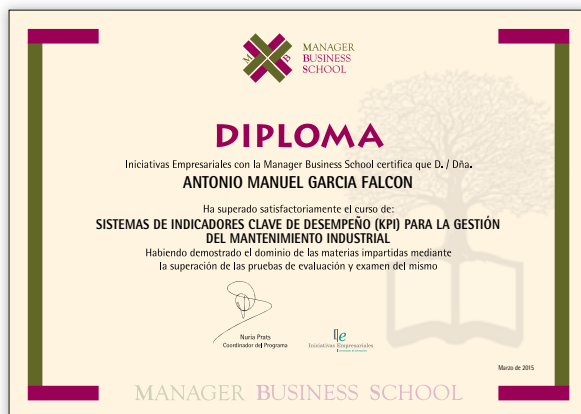 M B
MANAGER
BUSINESS
SCHOOL
DIPLOMA
Iniciativas Empresariales con la Manager Business School certifica que D. / Dña.
ANTONIO MANUEL GARCIA FALCON
Ha superado satisfactoriamente el curso de:
SISTEMAS DE INDICADORES CLAVE DE DESEMPEÑO (KPI) PARA LA GESTIÓN
DEL MANTENIMIENTO INDUSTRIAL
Habiendo demostrado el dominio de las materias impartidas mediante
la superación de las pruebas de evaluación y examen del mismo
Nuria Prats
Coordinador del Programa
Ie
Iniciativas Empresariales
Marzo de 2015
MANAGER BUSINESS SCHOOL